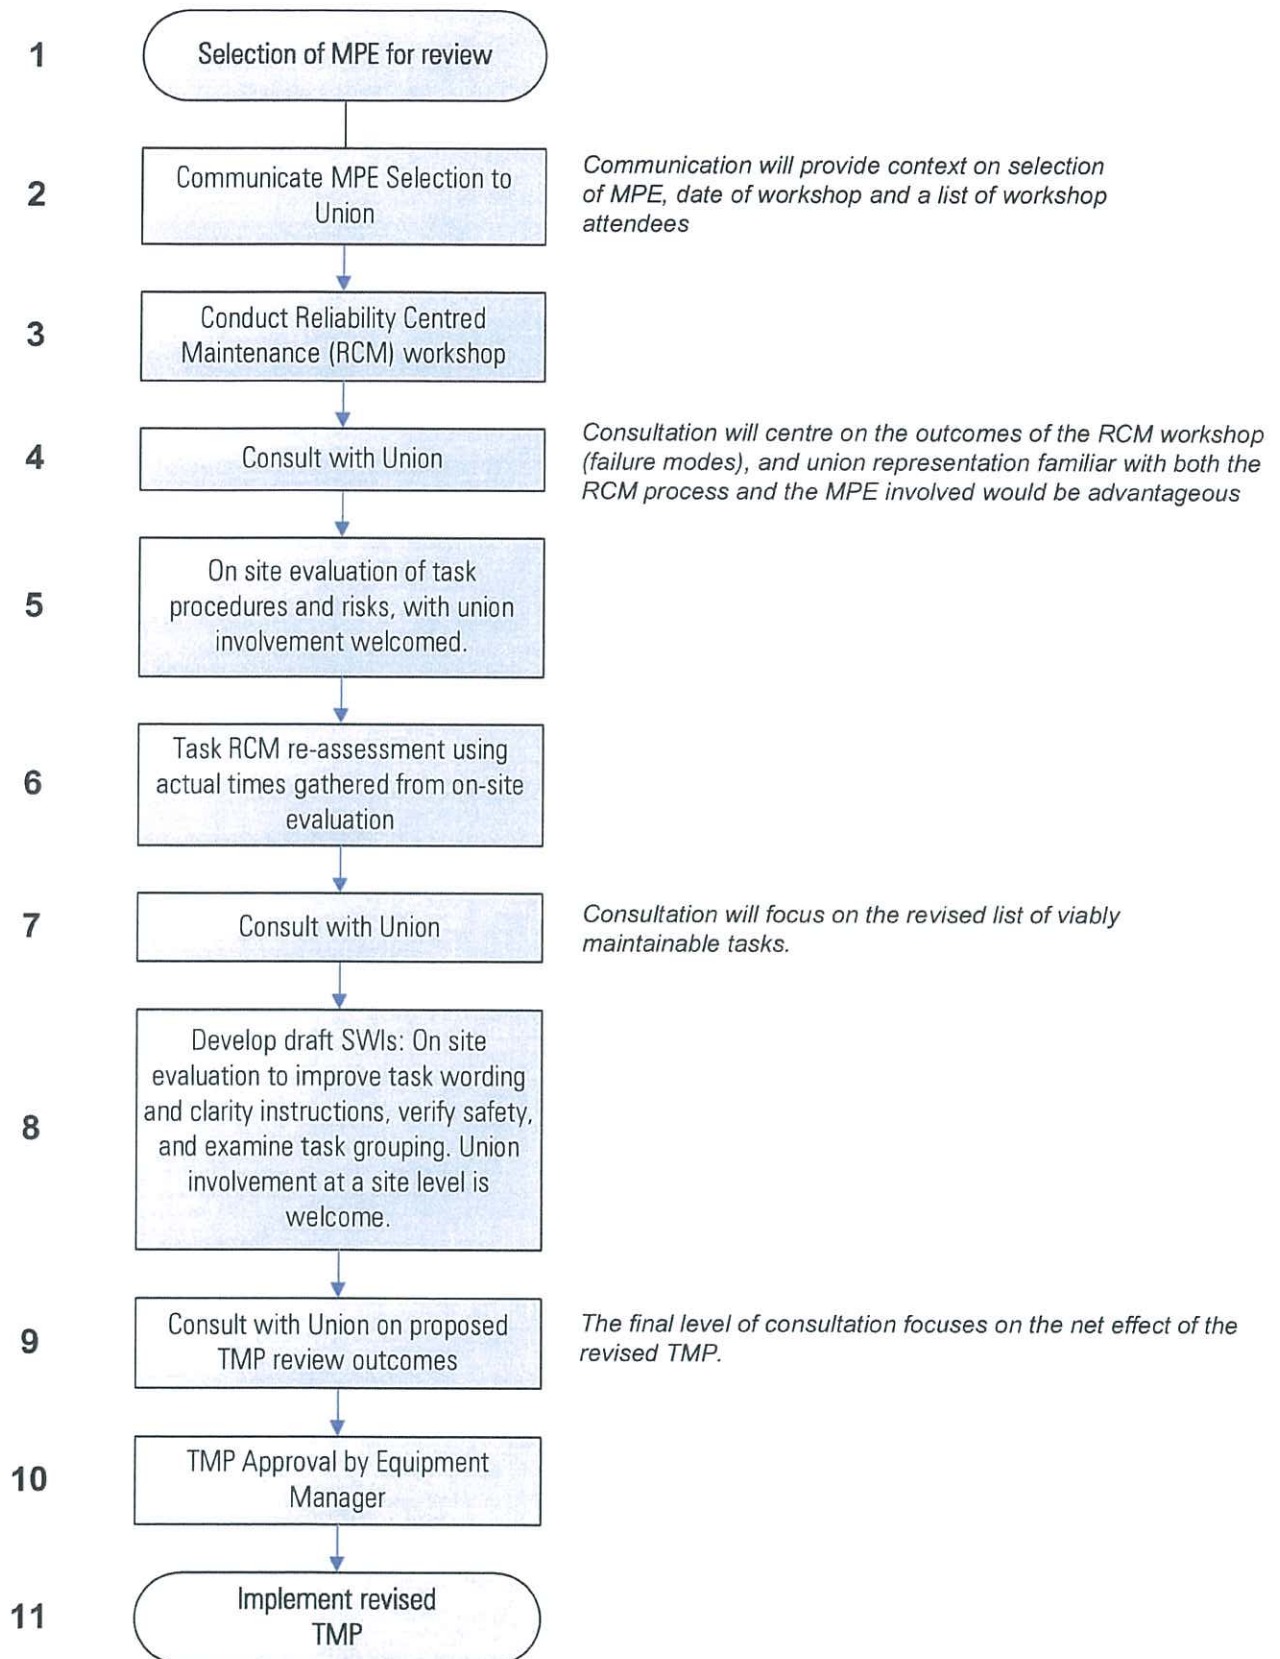 1
Selection of MPE for review
2
Communicate MPE Selection to
Union
Communication will provide context on selection
of MPE, date of workshop and a list of workshop
attendees
3
Conduct Reliability Centred
Maintenance (RCM) workshop
4
Consult with Union
Consultation will centre on the outcomes of the RCM workshop
(failure modes), and union representation familiar with both the
RCM process and the MPE involved would be advantageous
5
On site evaluation of task
procedures and risks, with union
involvement welcomed.
6
Task RCM re-assessment using
actual times gathered from on-site
evaluation
7
Consult with Union
Consultation will focus on the revised list of viably
maintainable tasks.
8
Develop draft SWIs: On site
evaluation to improve task wording
and clarity instructions, verify safety,
and examine task grouping. Union
involvement at a site level is
welcome.
9
Consult with Union on proposed
TMP review outcomes
The final level of consultation focuses on the net effect of the
revised TMP.
10
TMP Approval by Equipment
Manager
11
Implement revised
TMP